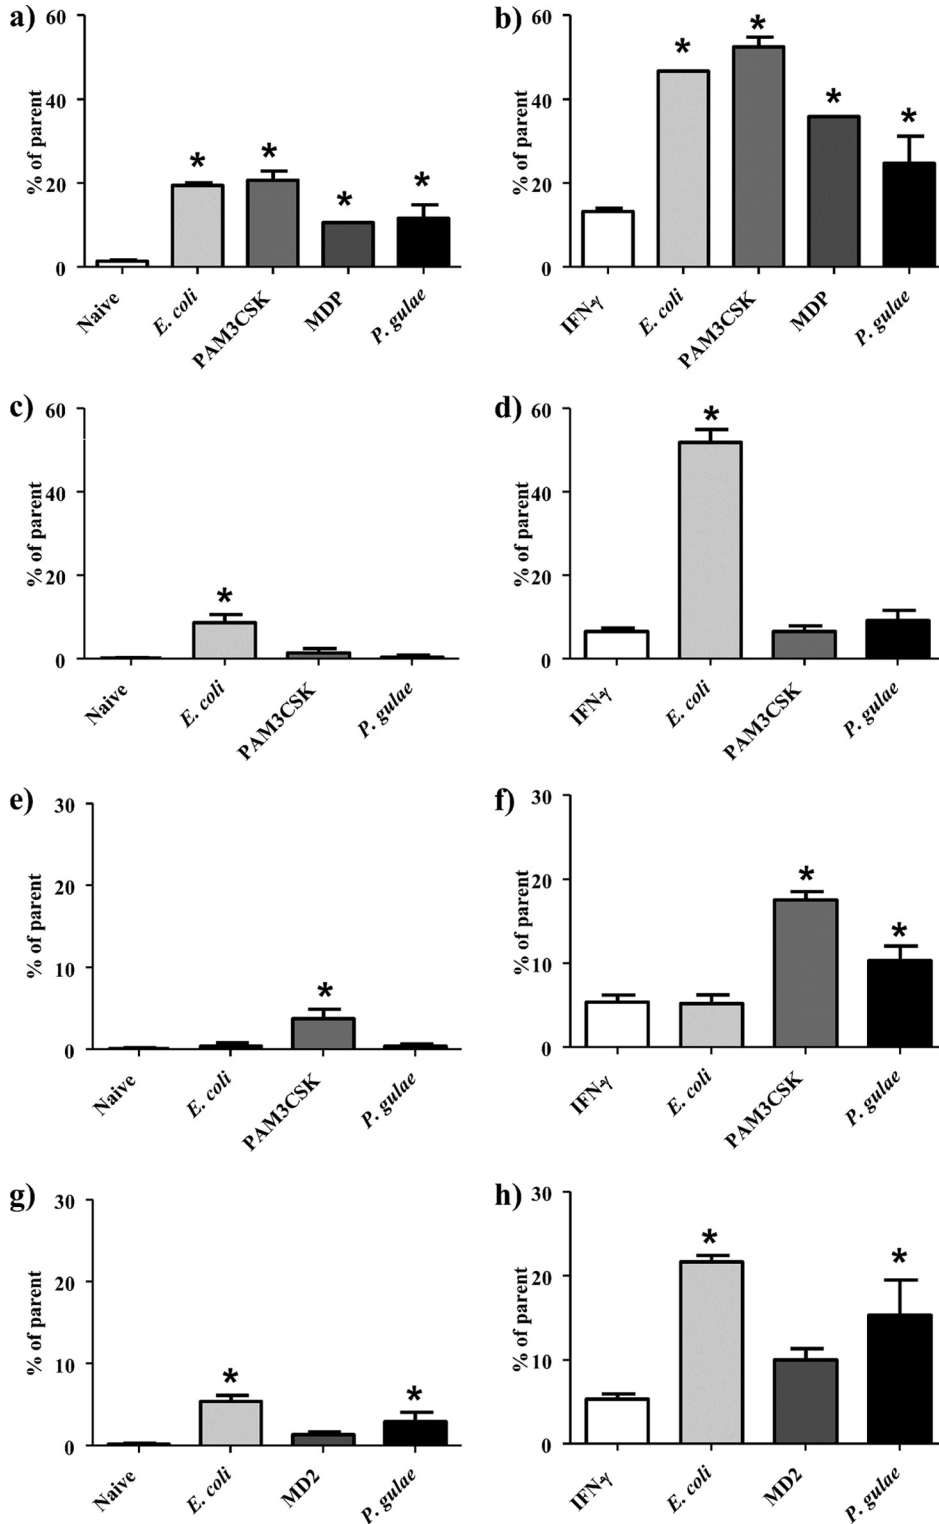 a)
% of parent
60
40
20
0
Naive
E. coli
PAM3CSK
MDP
P. gulae
*
*
*
*
b)
% of parent
60
40
20
0
IFN-γ
E. coli
PAM3CSK
MDP
P. gulae
*
*
*
*
c)
% of parent
60
40
20
0
Naive
E. coli
PAM3CSK
P. gulae
*
d)
% of parent
60
40
20
0
IFN-γ
E. coli
PAM3CSK
P. gulae
*
e)
% of parent
30
20
10
0
Naive
E. coli
PAM3CSK
P. gulae
*
f)
% of parent
30
20
10
0
IFN-γ
E. coli
PAM3CSK
P. gulae
*
*
g)
% of parent
30
20
10
0
Naive
E. coli
MD2
P. gulae
*
*
h)
% of parent
30
20
10
0
IFN-γ
E. coli
MD2
P. gulae
*
*